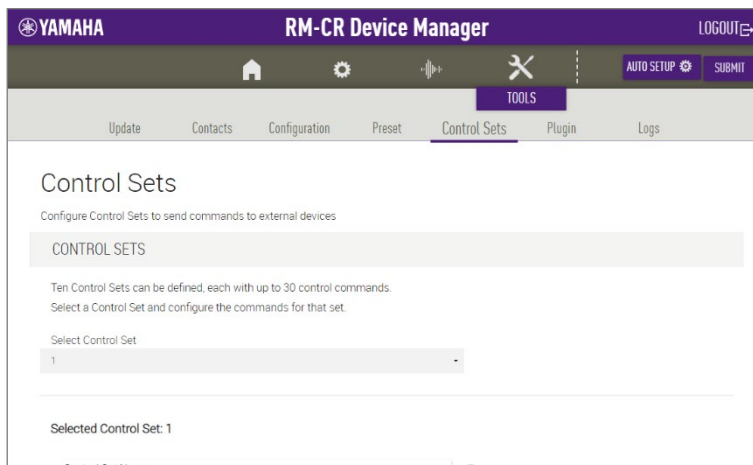 YAMAHA RM-CR Device Manager LOGOUT
AUTO SETUP SUBMIT
TOOLS
Update Contacts Configuration Preset Control Sets Plugin Logs
Control Sets
Configure Control Sets to send commands to external devices
CONTROL SETS
Ten Control Sets can be defined, each with up to 30 control commands.
Select a Control Set and configure the commands for that set.
Select Control Set
1
Selected Control Set: 1